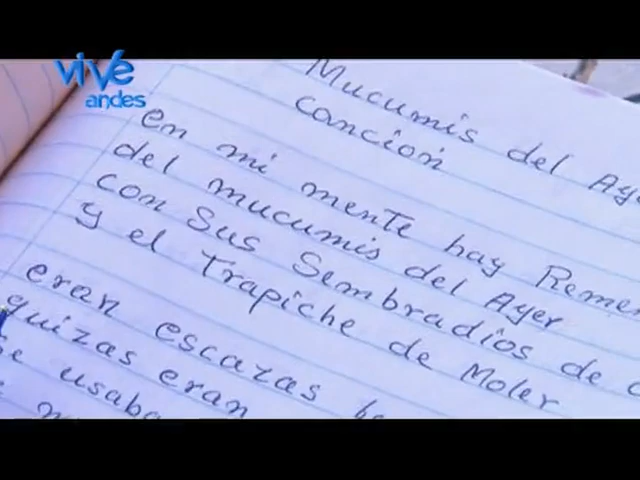 vive
andes
Mucumis del
canción
en mi mente hay
del mucumis del Ayer
con Sus Sembradios de
y el Trapiche de Moler
eran escazas
quizas eran
usaba